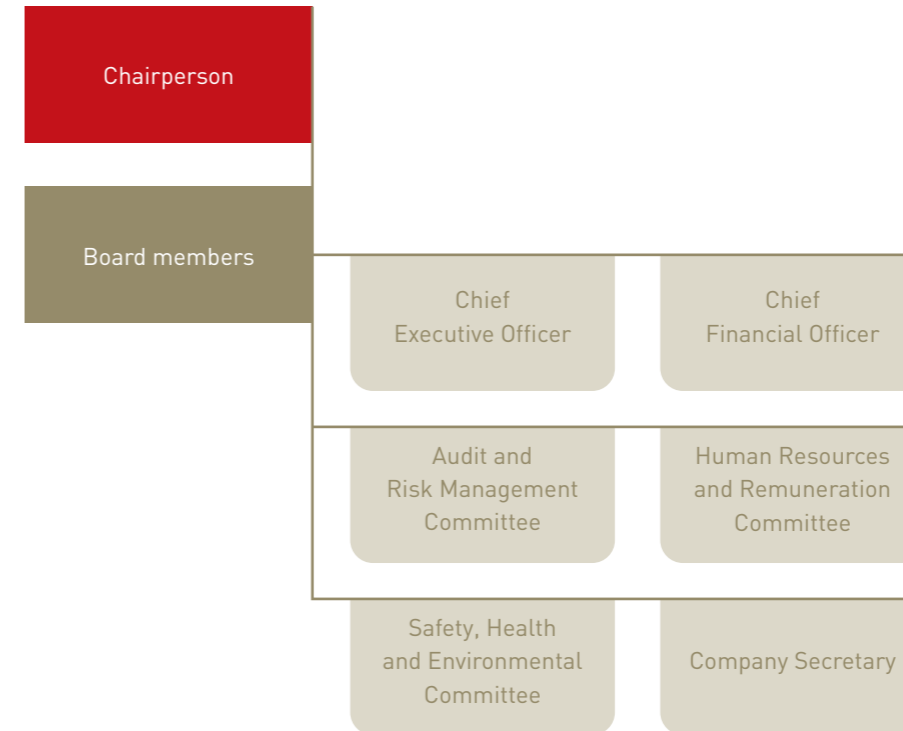 Chairperson
Board members
Chief
Executive Officer
Chief
Financial Officer
Audit and
Risk Management
Committee
Human Resources
and Remuneration
Committee
Safety, Health
and Environmental
Committee
Company Secretary